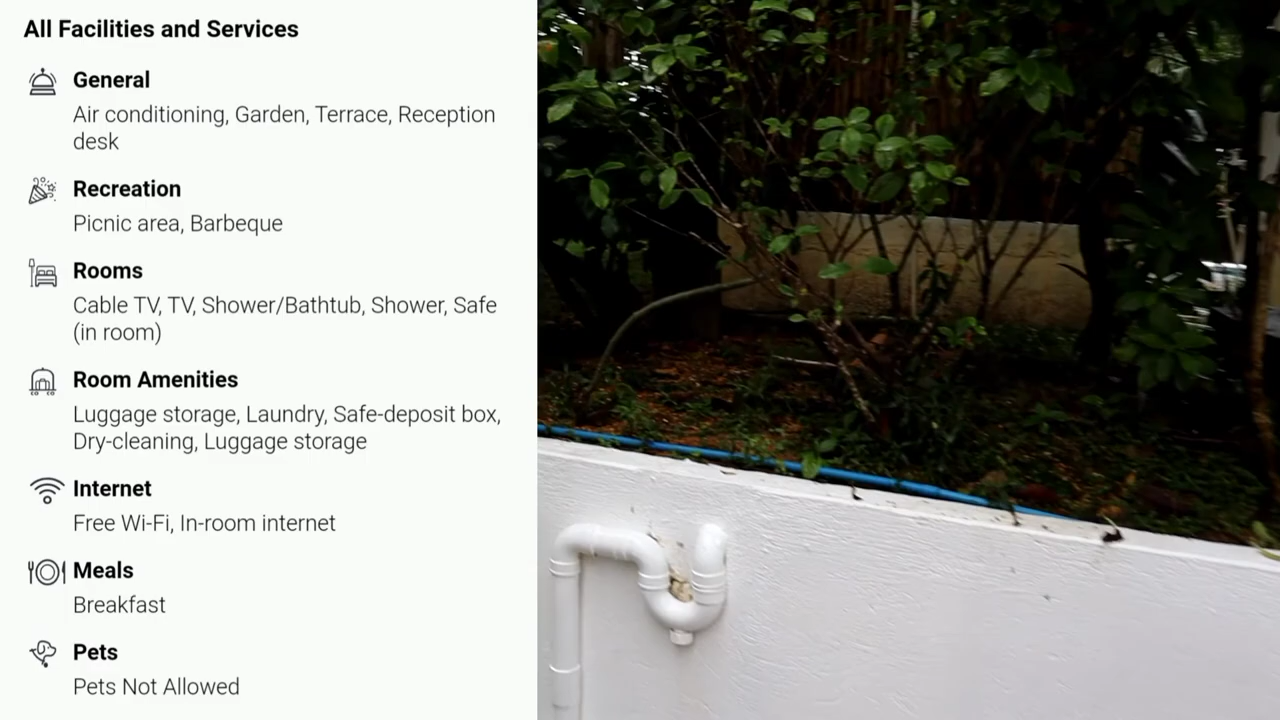 All Facilities and Services
General
Air conditioning, Garden, Terrace, Reception
desk
Recreation
Picnic area, Barbeque
Rooms
Cable TV, TV, Shower/Bathtub, Shower, Safe
(in room)
Room Amenities
Luggage storage, Laundry, Safe-deposit box,
Dry-cleaning, Luggage storage
Internet
Free Wi-Fi, In-room internet
Meals
Breakfast
Pets
Pets Not Allowed